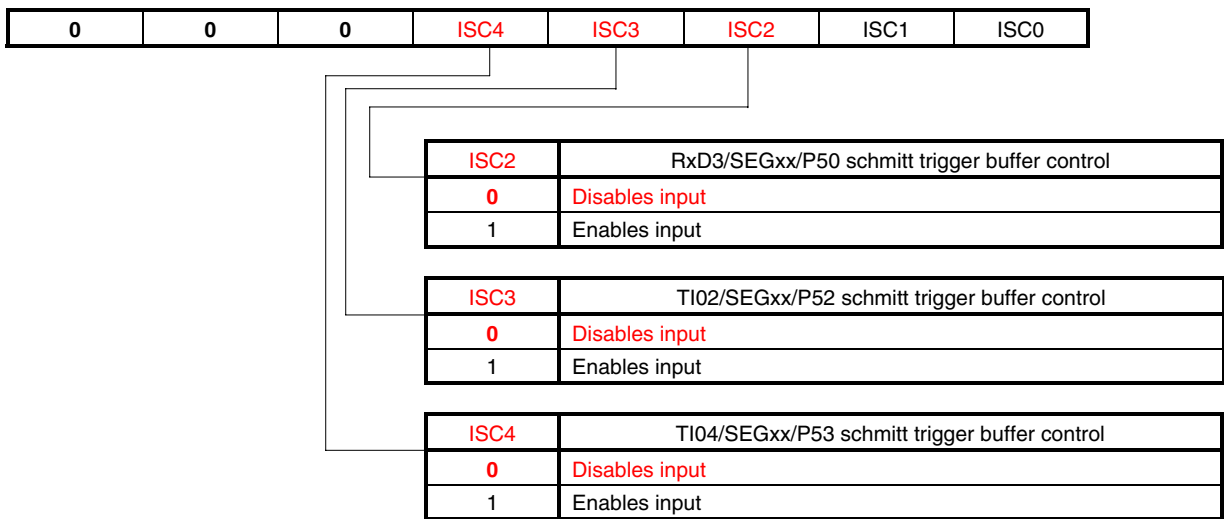 0 0 0 ISC4 ISC3 ISC2 ISC1 ISC0
ISC2 RxD3/SEGxx/P50 schmitt trigger buffer control
0 Disables input
1 Enables input
ISC3 TI02/SEGxx/P52 schmitt trigger buffer control
0 Disables input
1 Enables input
ISC4 TI04/SEGxx/P53 schmitt trigger buffer control
0 Disables input
1 Enables input